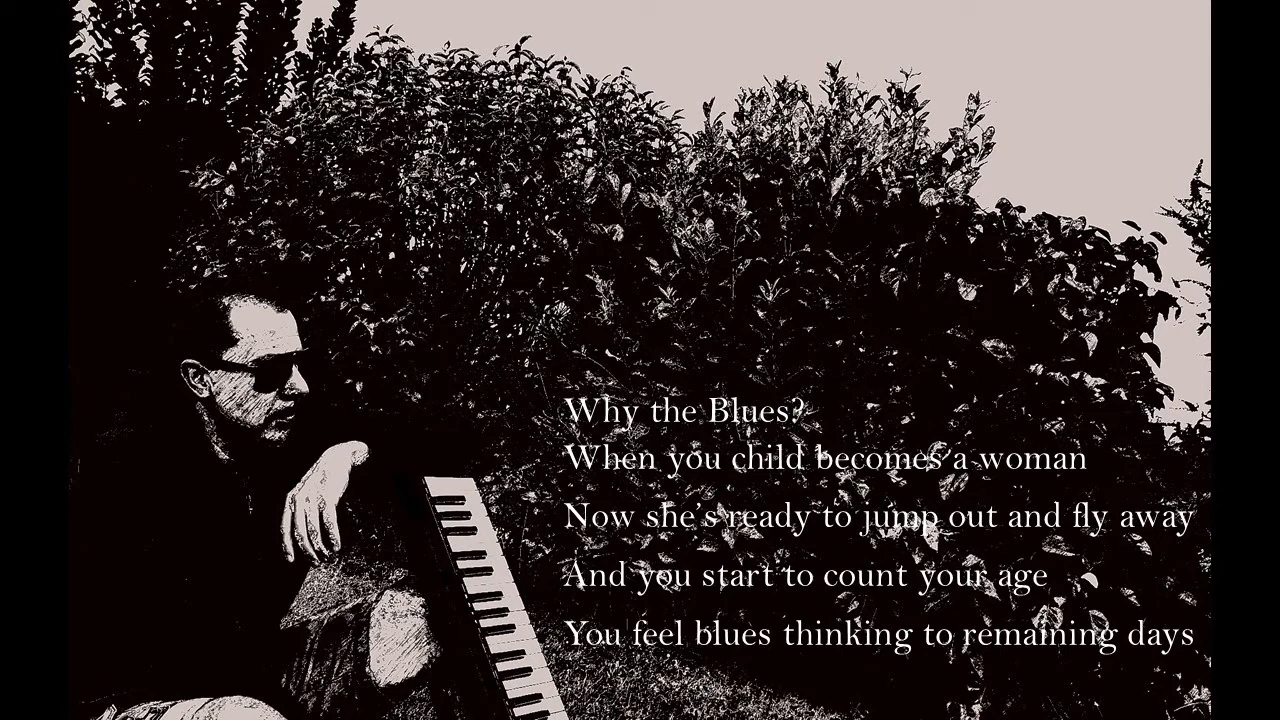 Why the Blues?
When you child becomes a woman
Now she's ready to jump out and fly away
And you start to count your age
You feel blues thinking to remaining days